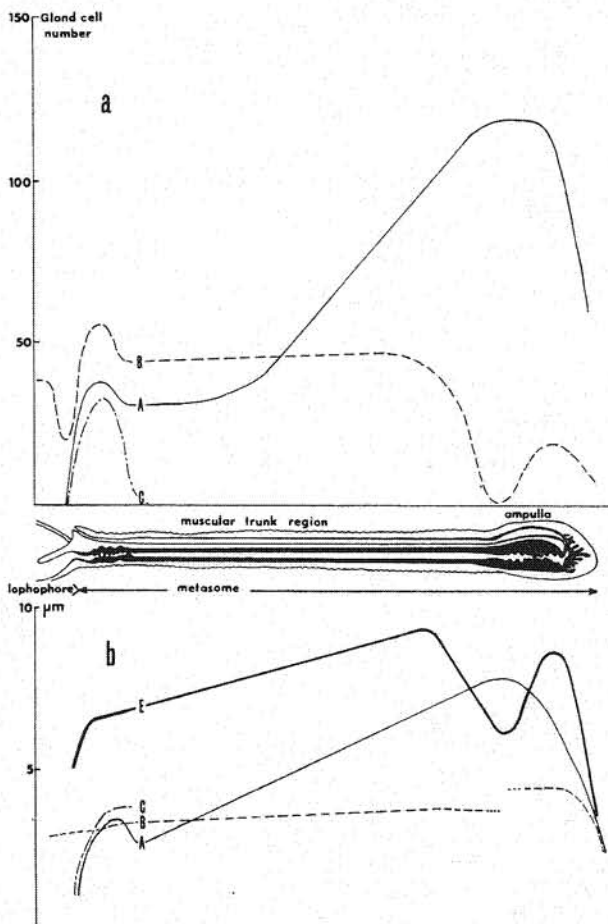 150
Gland cell
number
a
100
50
B
A
C
muscular trunk region
ampulla
lophophore
metasome
10
μm
b
E
5
C
B
A